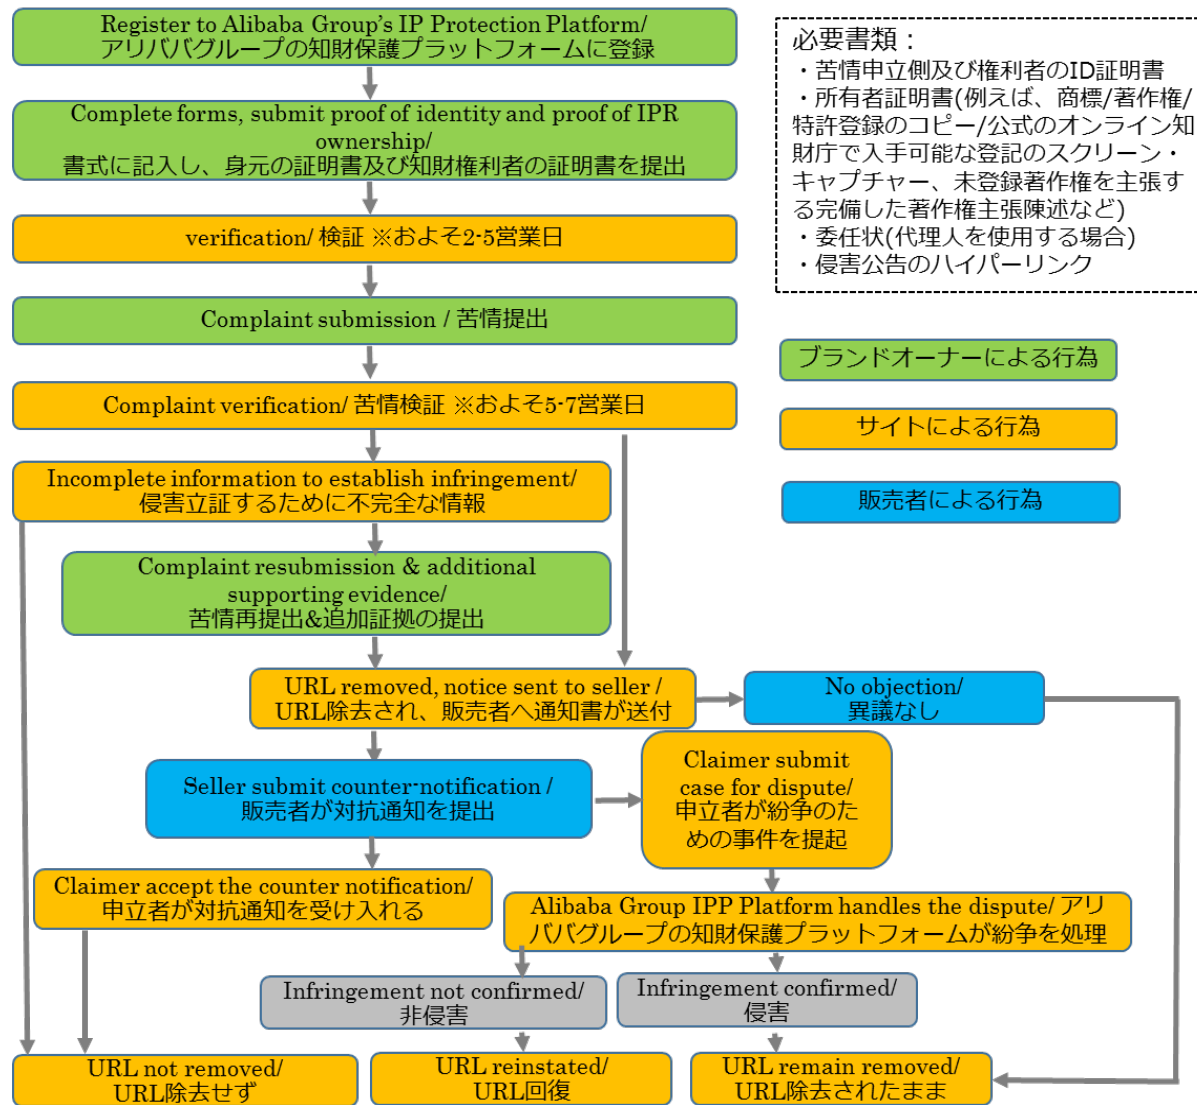 Register to Alibaba Group's IP Protection Platform/
アリババグループの知財保護プラットフォームに登録
Complete forms, submit proof of identity and proof of IPR
ownership/
書式に記入し、身元の証明書及び知財権利者の証明書を提出
verification/ 検証 ※およそ2-5営業日
Complaint submission / 苦情提出
Complaint verification/ 苦情検証 ※およそ5-7営業日
Incomplete information to establish infringement/
侵害立証するために不完全な情報
Complaint resubmission & additional
supporting evidence/
苦情再提出&追加証拠の提出
URL removed, notice sent to seller /
URL除去され、販売者へ通知書が送付
No objection/
異議なし
Seller submit counter-notification /
販売者が対抗通知を提出
Claimer submit
case for dispute/
申立者が紛争のた
めの事件を提起
Claimer accept the counter notification/
申立者が対抗通知を受け入れる
Alibaba Group IPP Platform handles the dispute/ アリ
ババグループの知財保護プラットフォームが紛争を処理
Infringement not confirmed/
非侵害
Infringement confirmed/
侵害
URL not removed/
URL除去せず
URL reinstated/
URL回復
URL remain removed/
URL除去されたまま
必要書類：
・苦情申立側及び権利者のID証明書
・所有者証明書(例えば、商標/著作権/
特許登録のコピー/公式のオンライン知
財庁で入手可能な登記のスクリーン・
キャプチャー、未登録著作権を主張す
る完備した著作権主張陳述など)
・委任状(代理人を使用する場合)
・侵害公告のハイパーリンク
ブランドオーナーによる行為
サイトによる行為
販売者による行為